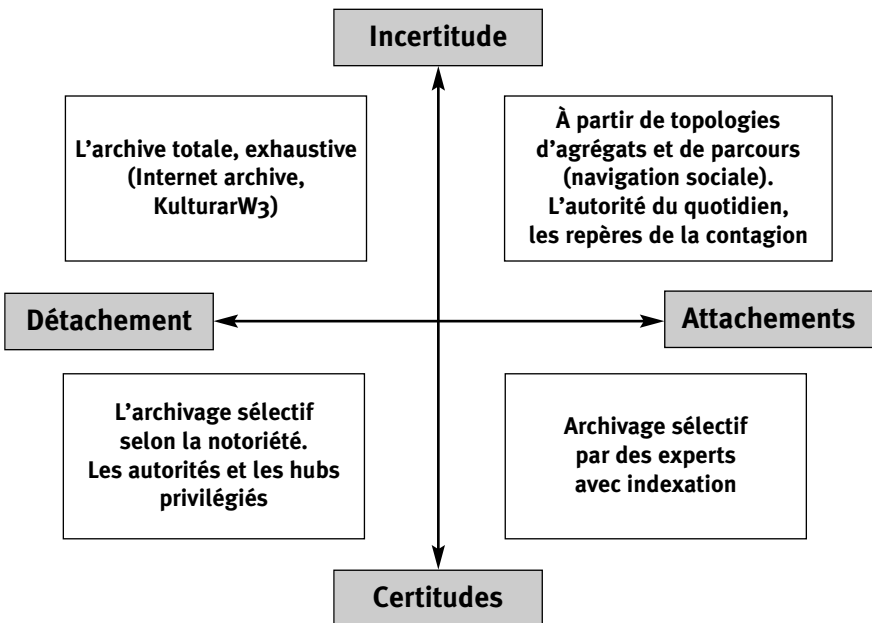 Incertitude
L'archive totale, exhaustive
(Internet archive,
KulturarW3)
À partir de topologies
d'agrégats et de parcours
(navigation sociale).
L'autorité du quotidien,
les repères de la contagion
Détachement
Attachements
L'archivage sélectif
selon la notoriété.
Les autorités et les hubs
privilégiés
Archivage sélectif
par des experts
avec indexation
Certitudes